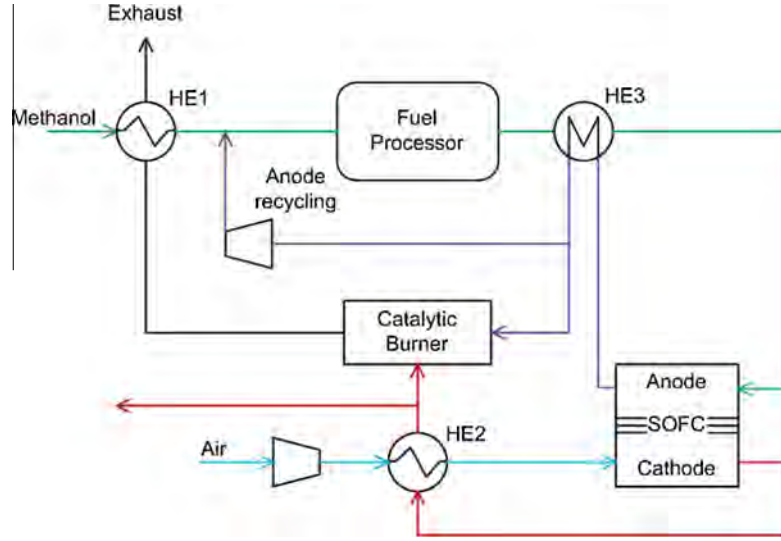 Exhaust
HE1
HE3
Methanol
Fuel
Processor
Anode
recycling
Catalytic
Burner
Anode
SOFC
Cathode
HE2
Air